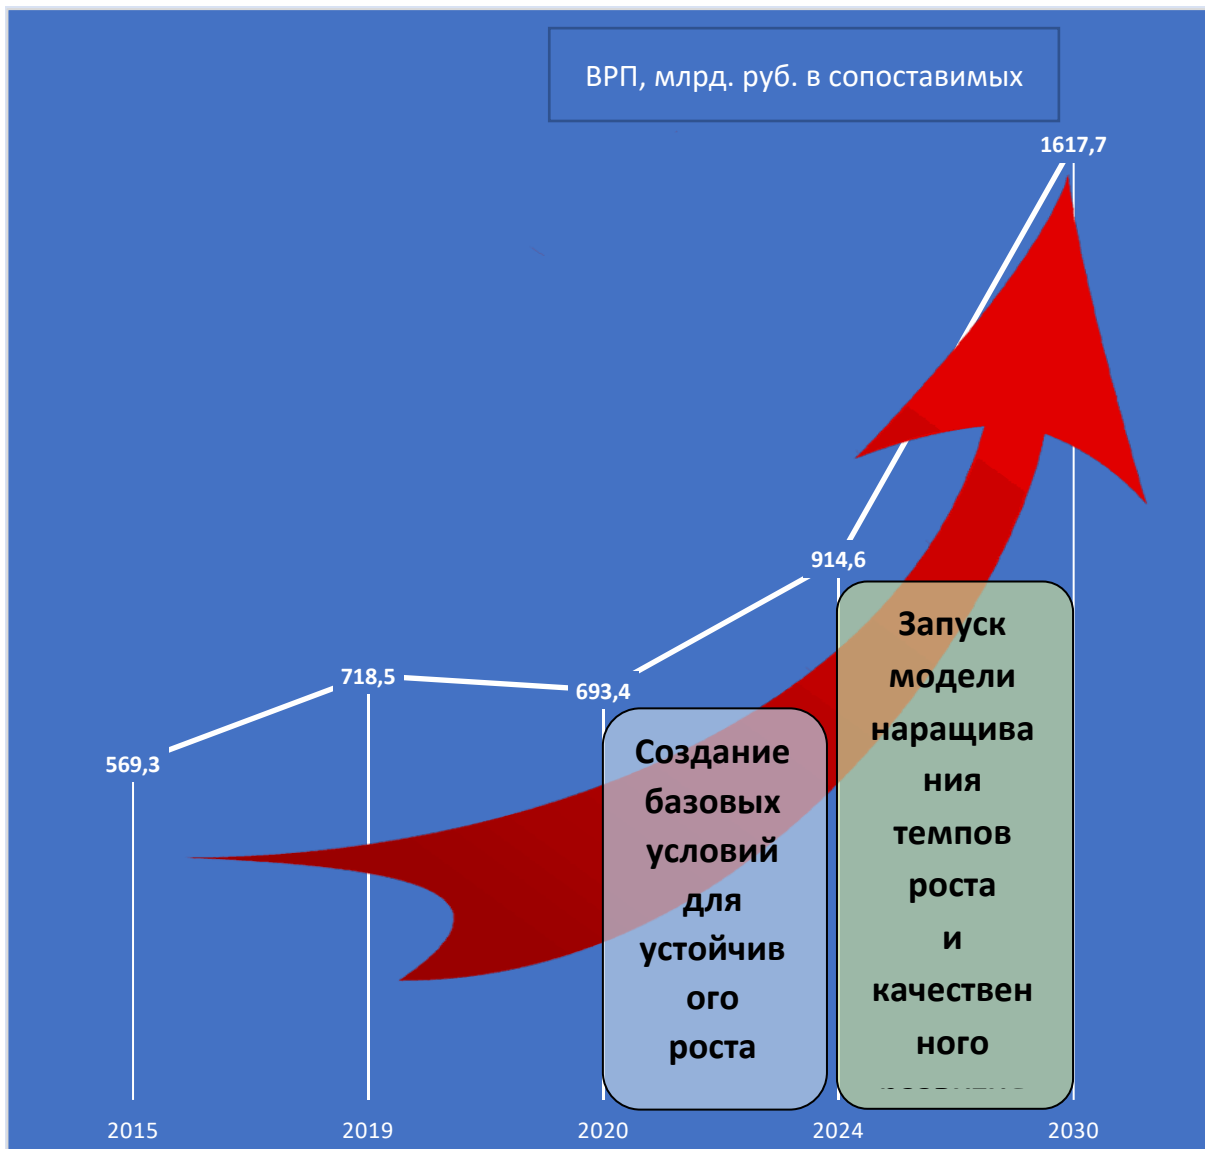 ВРП, млрд. руб. в сопоставимых
1617,7
914,6
718,5
693,4
569,3
Создание
базовых
условий
для
устойчив
ого
роста
Запуск
модели
наращива
ния
темпов
роста
и
качествен
ного
2015
2019
2020
2024
2030